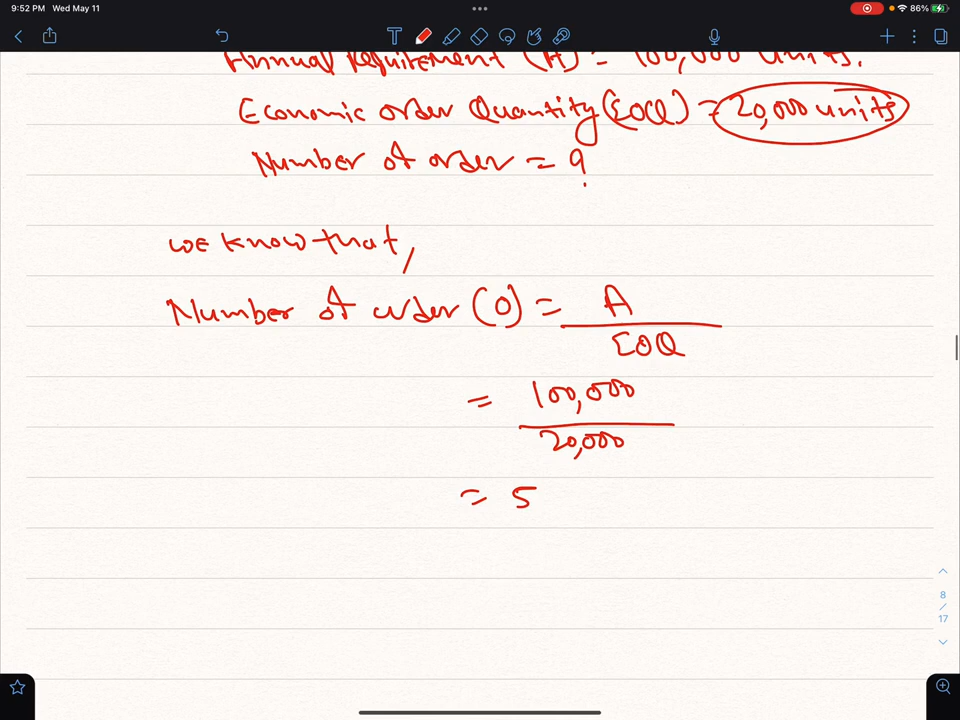 9:52 PM Wed May 11
86%
T
Annual Requirement (A) = 100,000 units.
Economic order Quantity (EOQ) = 20,000 units
Number of order = ?
we know that,
Number of order (O) = A
EOQ
= 100,000
20,000
= 5
8
/
17